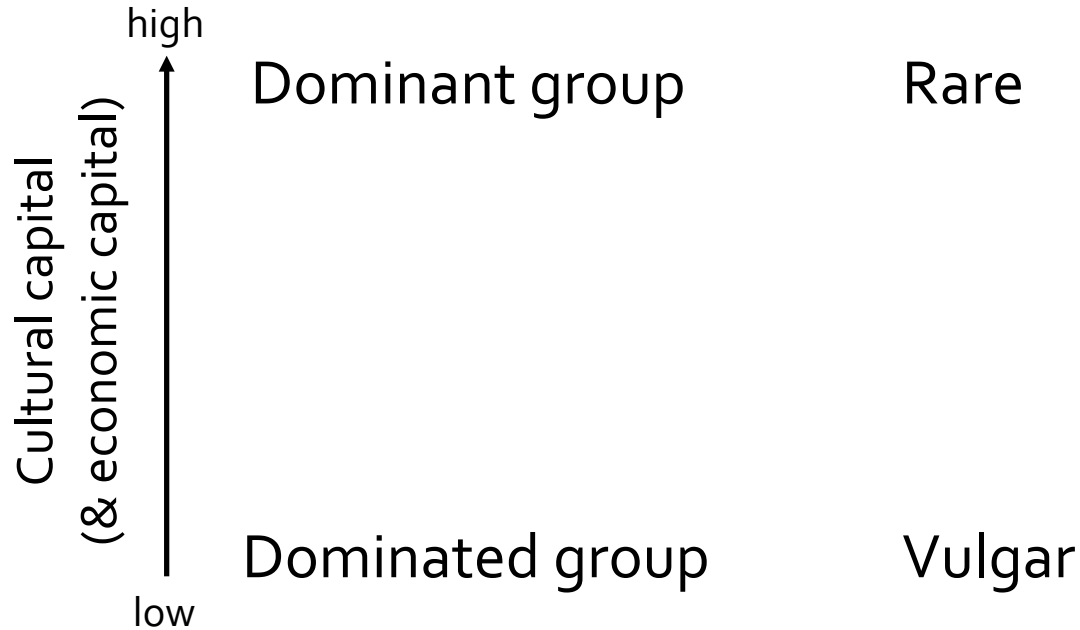 high
Dominant group
Rare
Cultural capital
(& economic capital)
Dominated group
Vulgar
low